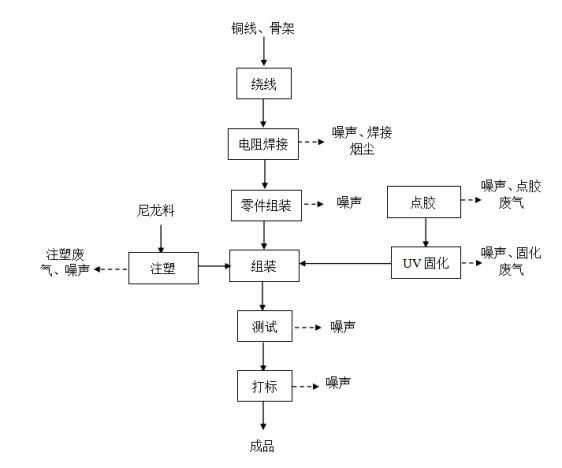 铜线、骨架
绕线
电阻焊接
噪声、焊接
烟尘
零件组装
噪声
点胶
噪声、点胶
废气
尼龙料
注塑废
气、噪声
注塑
组装
UV 固化
噪声、固化
废气
测试
噪声
打标
噪声
成品